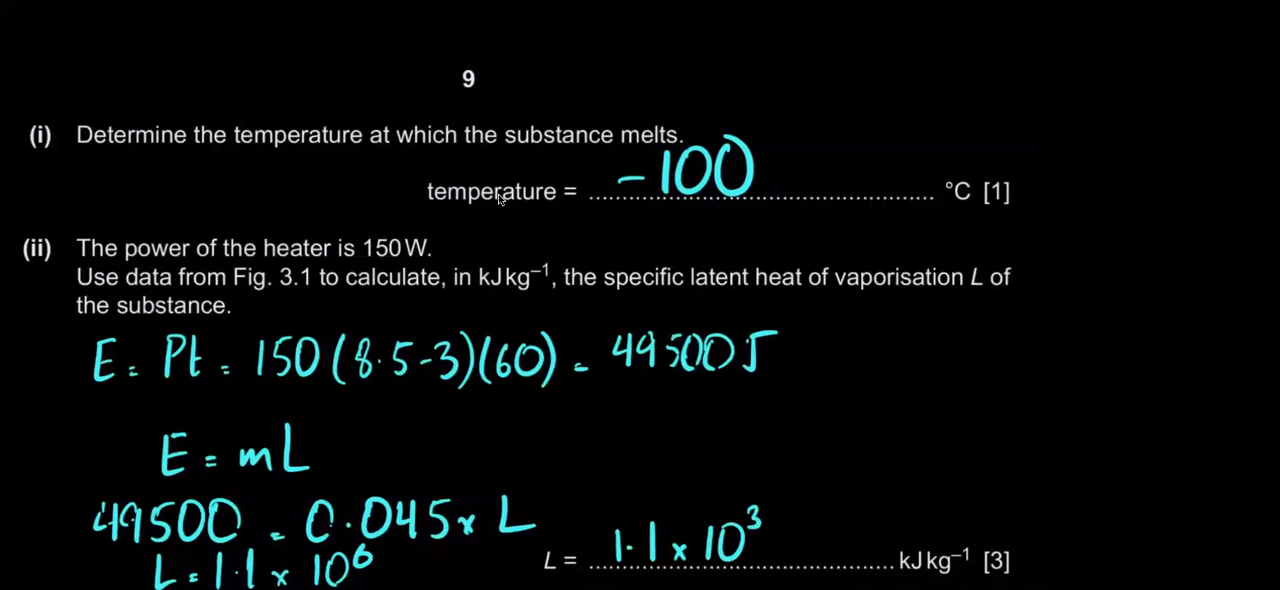 9
(i) Determine the temperature at which the substance melts.
temperature = -100 °C [1]
(ii) The power of the heater is 150 W.
Use data from Fig. 3.1 to calculate, in kJ kg⁻¹, the specific latent heat of vaporisation L of
the substance.
E = Pt = 150(8.5-3)(60) = 49500J
E = mL
49500 = 0.045 x L
L = 1.1 x 10⁶
L = 1.1 x 10³ kJ kg⁻¹ [3]